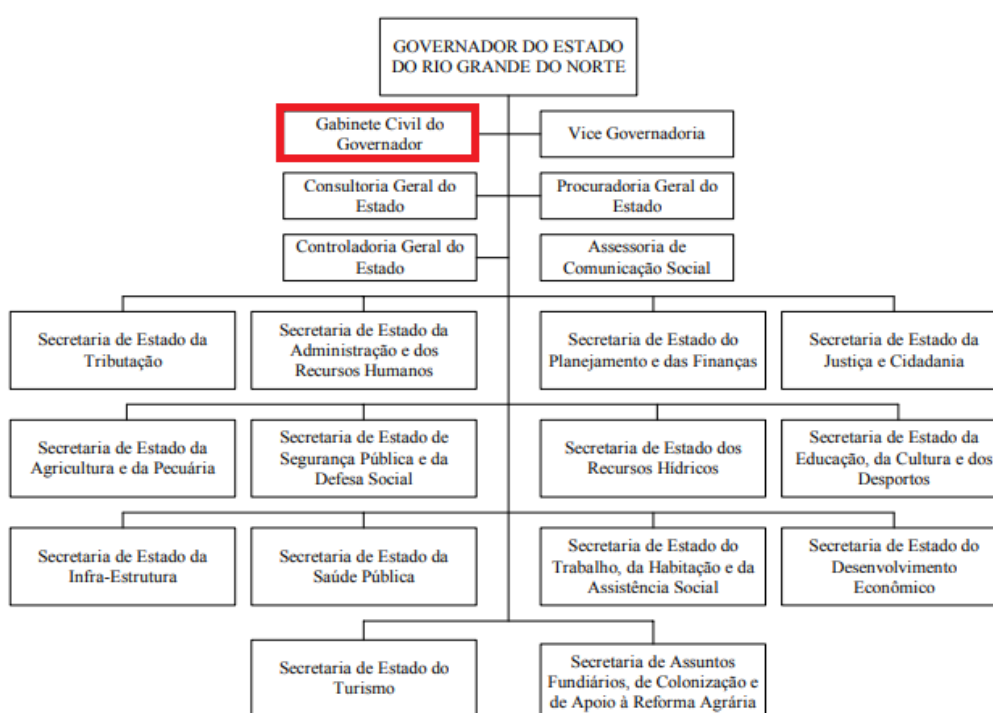 GOVERNADOR DO ESTADO
DO RIO GRANDE DO NORTE
Gabinete Civil do
Governador
Vice Governadoria
Consultoria Geral do
Estado
Procuradoria Geral do
Estado
Controladoria Geral do
Estado
Assessoria de
Comunicação Social
Secretaria de Estado da
Tributação
Secretaria de Estado da
Administração e dos
Recursos Humanos
Secretaria de Estado do
Planejamento e das Finanças
Secretaria de Estado da
Justiça e Cidadania
Secretaria de Estado da
Agricultura e da Pecuária
Secretaria de Estado de
Segurança Pública e da
Defesa Social
Secretaria de Estado dos
Recursos Hídricos
Secretaria de Estado da
Educação, da Cultura e dos
Desportos
Secretaria de Estado da
Infra-Estrutura
Secretaria de Estado da
Saúde Pública
Secretaria de Estado do
Trabalho, da Habitação e da
Assistência Social
Secretaria de Estado do
Desenvolvimento
Econômico
Secretaria de Estado do
Turismo
Secretaria de Assuntos
Fundiários, de Colonização e
de Apoio à Reforma Agrária